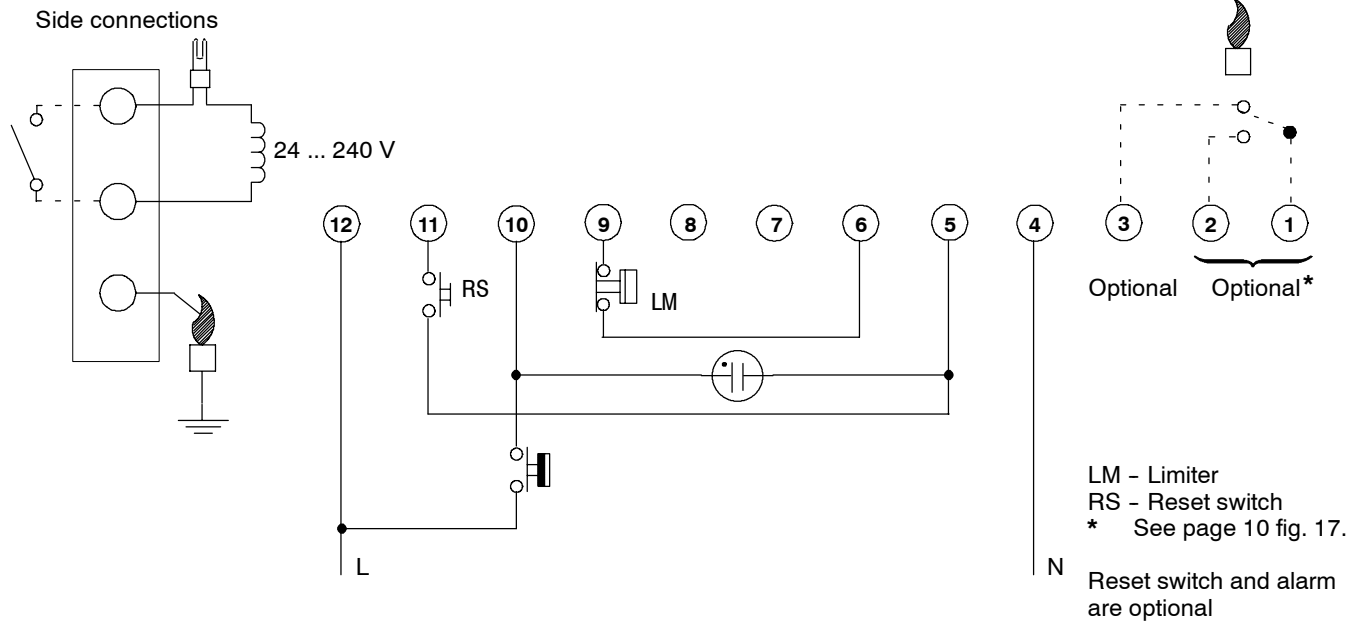 Side connections
24 ... 240 V
12 11 10 9 8 7 6 5 4 3 2 1
RS
LM
Optional Optional*
L
N
LM – Limiter
RS – Reset switch
* See page 10 fig. 17.
Reset switch and alarm
are optional